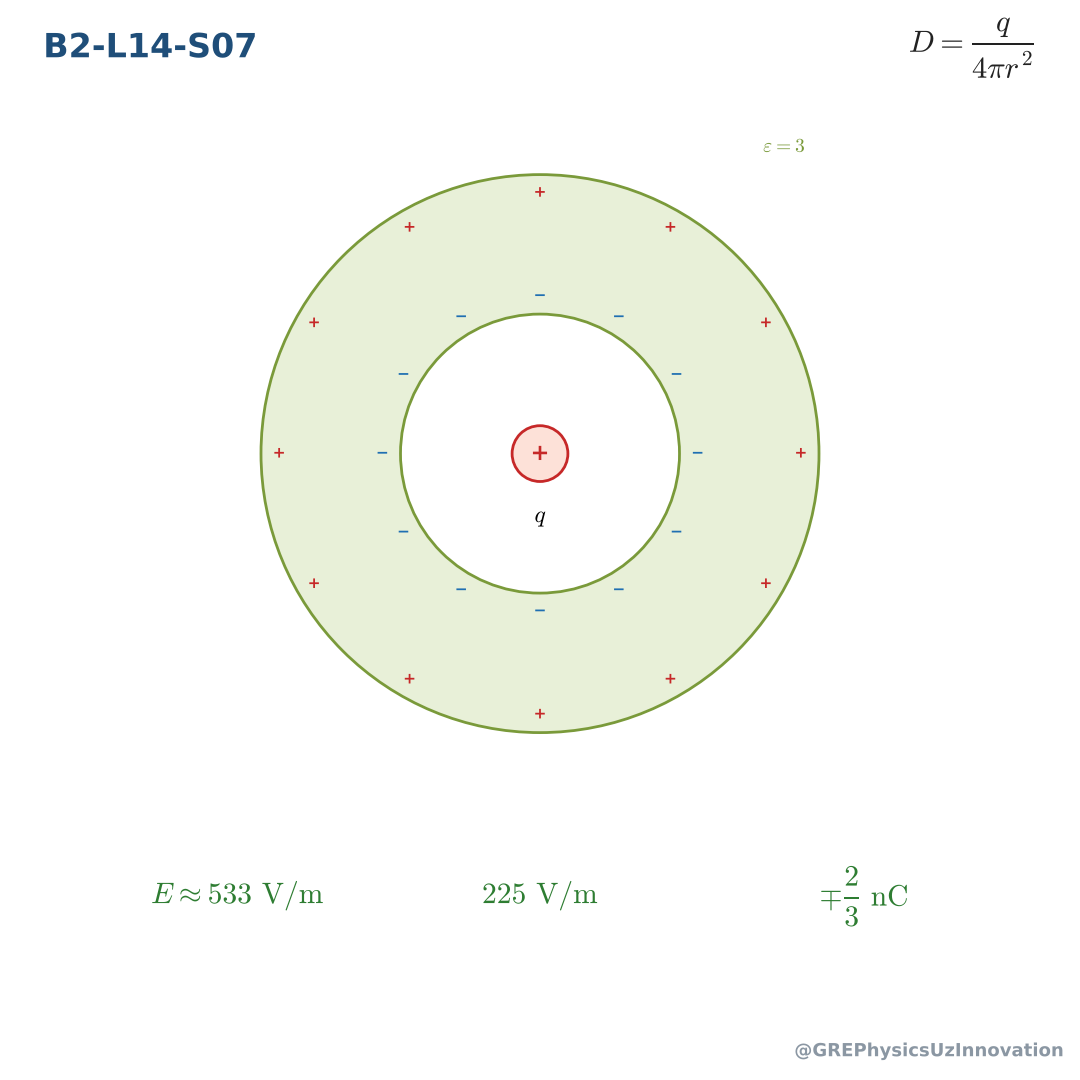 B2-L14-S07
D = q/(4πr²)
ε = 3
+
+ +
−
− −
+ +
− −
+ − + − +
− −
+ +
− −
−
+ +
+
q
E ≈ 533 V/m 225 V/m ∓2/3 nC
@GREPhysicsUzInnovation